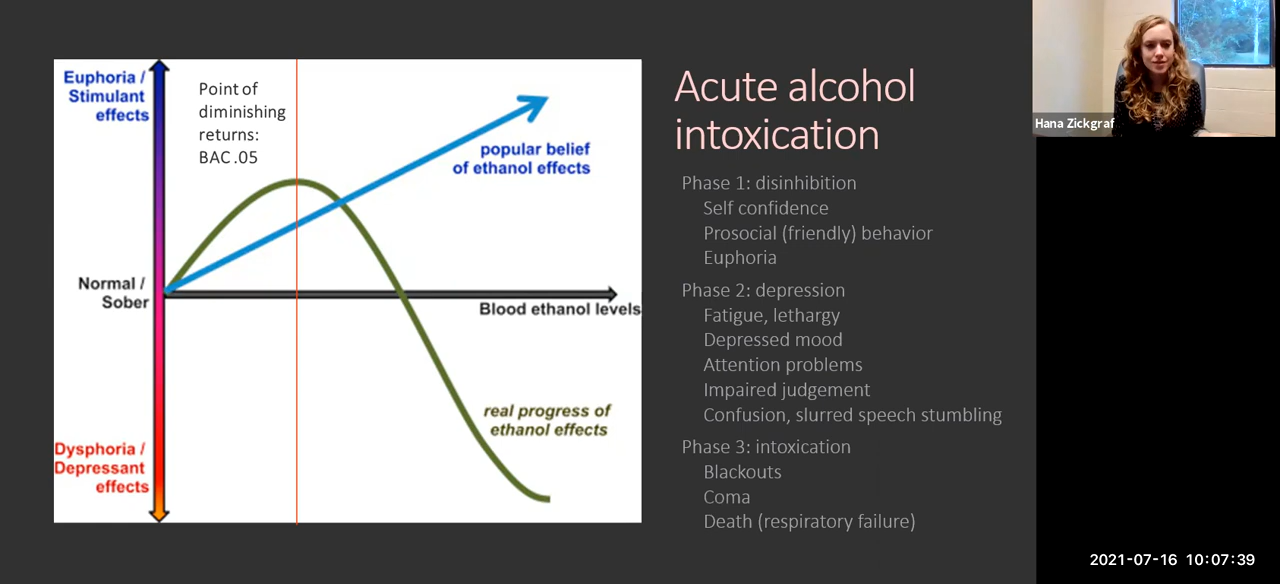 Euphoria /
Stimulant
effects
Point of
diminishing
returns:
BAC .05
popular belief
of ethanol effects
Normal /
Sober
Blood ethanol levels
real progress of
ethanol effects
Dysphoria /
Depressant
effects
Acute alcohol
intoxication
Phase 1: disinhibition
Self confidence
Prosocial (friendly) behavior
Euphoria
Phase 2: depression
Fatigue, lethargy
Depressed mood
Attention problems
Impaired judgement
Confusion, slurred speech stumbling
Phase 3: intoxication
Blackouts
Coma
Death (respiratory failure)
Hana Zickgraf
2021-07-16 10:07:39